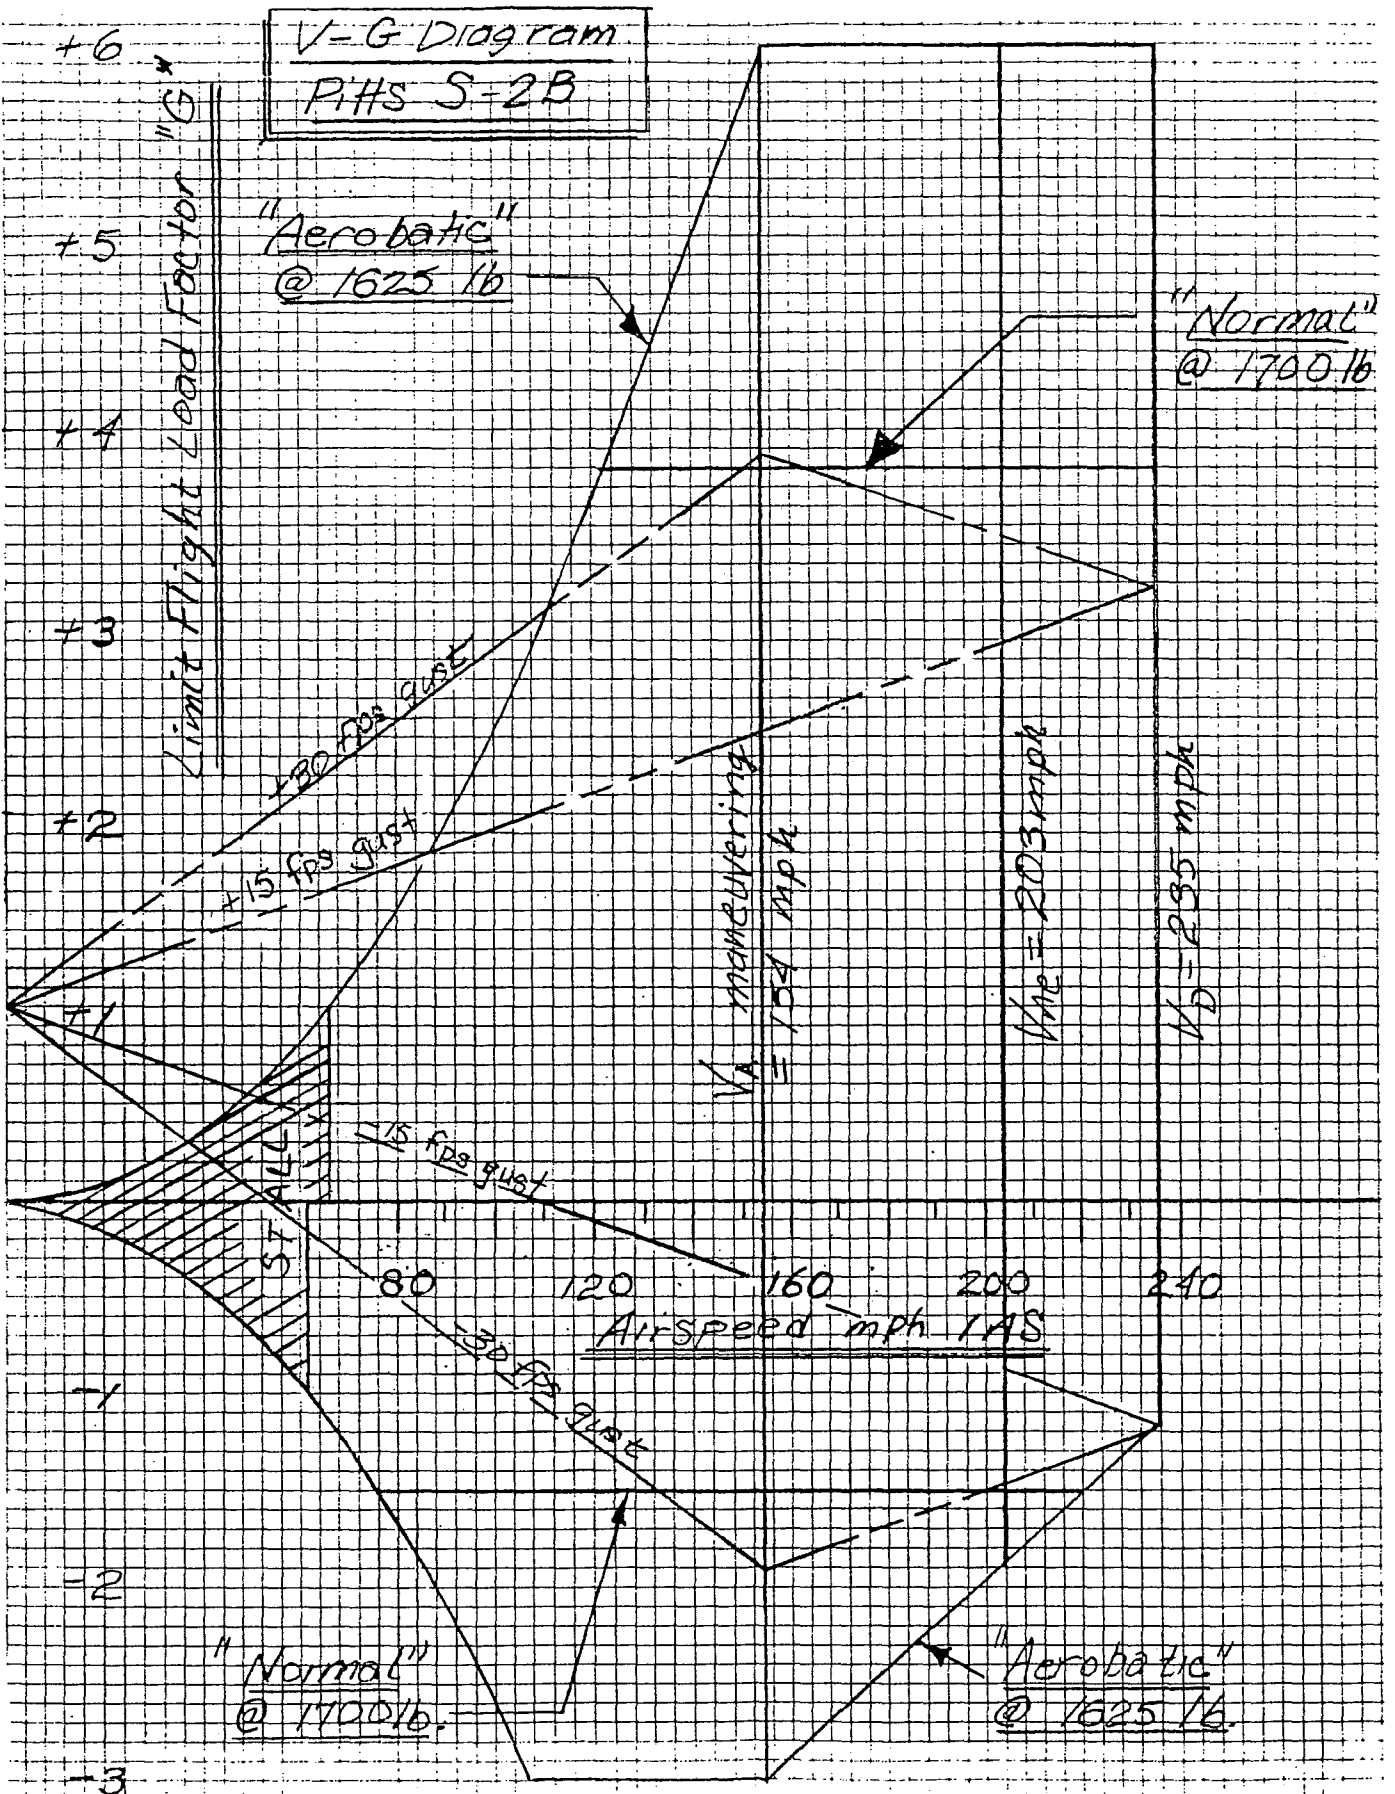 V-G Diagram
Pitts S-2B
+6
+5
+4
+3
+2
+1
-1
-2
-3
Limit Flight Load Factor "G"
"Aerobatic"
@ 1625 lb
"Normal"
@ 1700 lb
+30 fps gust
+15 fps gust
-15 fps gust
-30 fps gust
STALL
VA maneuvering
= 154 mph
Vne = 203 mph
VD = 235 mph
80 120 160 200 240
Airspeed mph IAS
"Normal"
@ 1700 lb.
"Aerobatic"
@ 1625 lb.